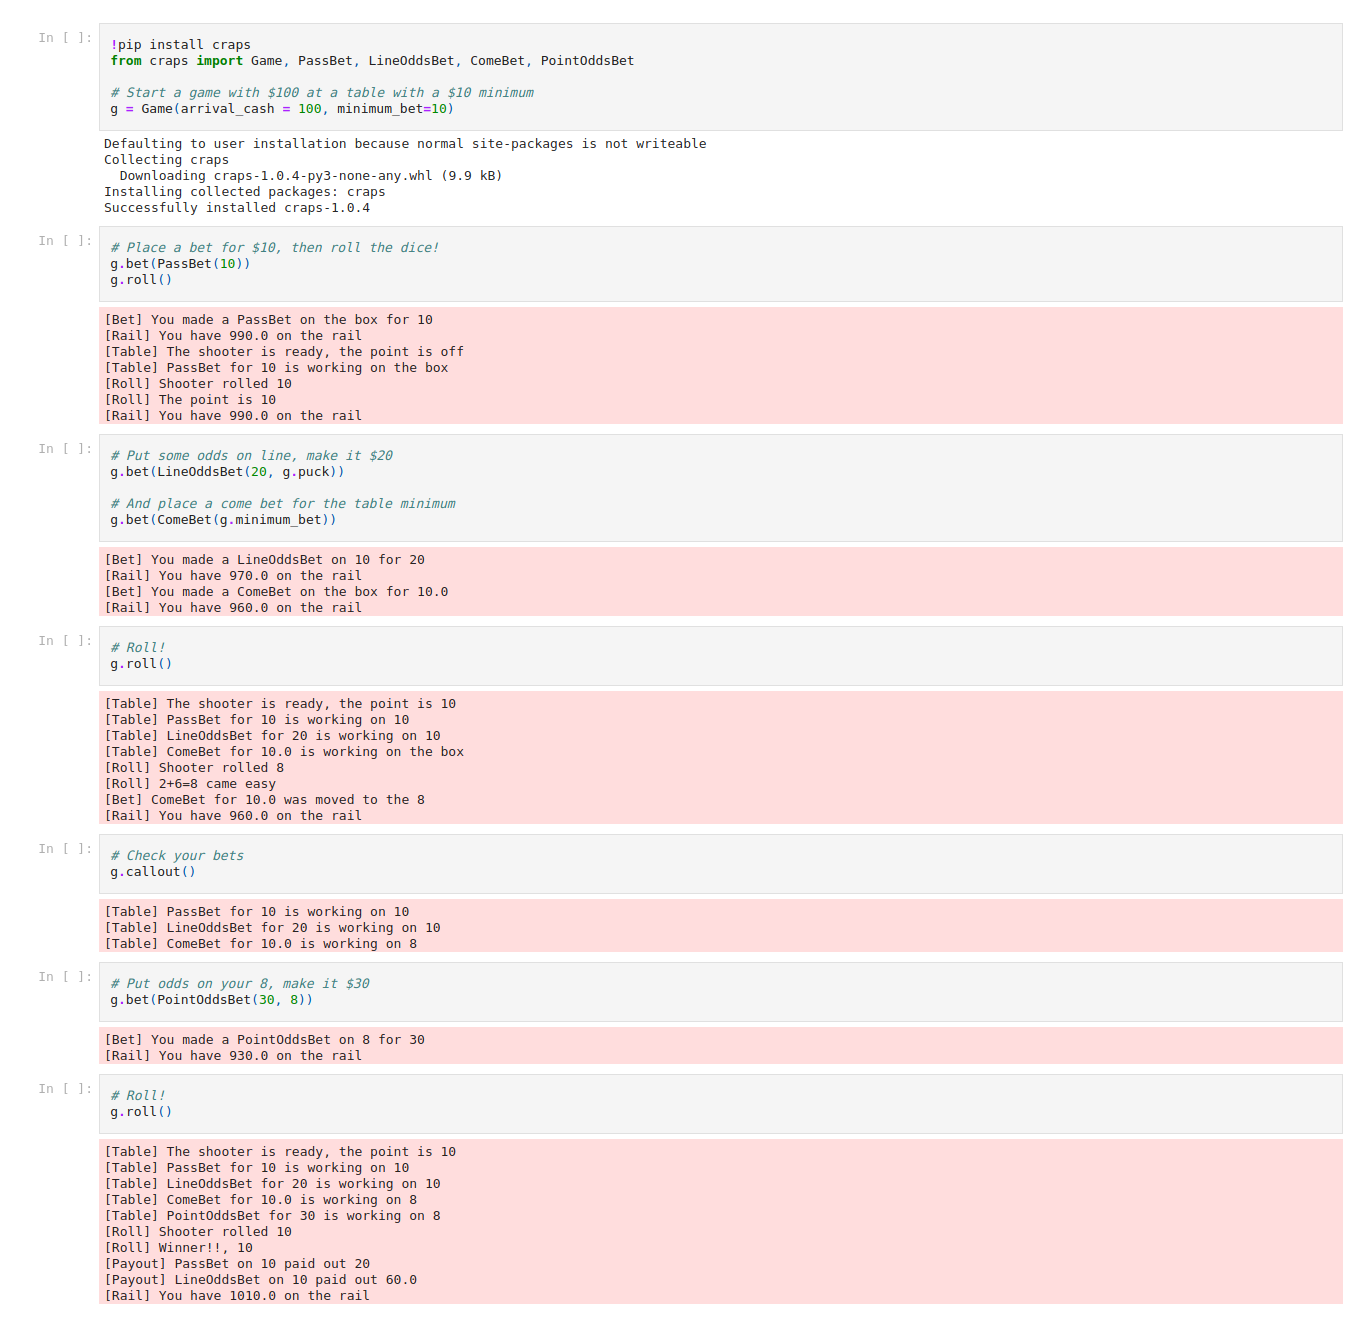 In [ ]:
!pip install craps
from craps import Game, PassBet, LineOddsBet, ComeBet, PointOddsBet
# Start a game with $100 at a table with a $10 minimum
g = Game(arrival_cash = 100, minimum_bet=10)
Defaulting to user installation because normal site-packages is not writeable
Collecting craps
  Downloading craps-1.0.4-py3-none-any.whl (9.9 kB)
Installing collected packages: craps
Successfully installed craps-1.0.4
In [ ]:
# Place a bet for $10, then roll the dice!
g.bet(PassBet(10))
g.roll()
[Bet] You made a PassBet on the box for 10
[Rail] You have 990.0 on the rail
[Table] The shooter is ready, the point is off
[Table] PassBet for 10 is working on the box
[Roll] Shooter rolled 10
[Roll] The point is 10
[Rail] You have 990.0 on the rail
In [ ]:
# Put some odds on line, make it $20
g.bet(LineOddsBet(20, g.puck))
# And place a come bet for the table minimum
g.bet(ComeBet(g.minimum_bet))
[Bet] You made a LineOddsBet on 10 for 20
[Rail] You have 970.0 on the rail
[Bet] You made a ComeBet on the box for 10.0
[Rail] You have 960.0 on the rail
In [ ]:
# Roll!
g.roll()
[Table] The shooter is ready, the point is 10
[Table] PassBet for 10 is working on 10
[Table] LineOddsBet for 20 is working on 10
[Table] ComeBet for 10.0 is working on the box
[Roll] Shooter rolled 8
[Roll] 2+6=8 came easy
[Bet] ComeBet for 10.0 was moved to the 8
[Rail] You have 960.0 on the rail
In [ ]:
# Check your bets
g.callout()
[Table] PassBet for 10 is working on 10
[Table] LineOddsBet for 20 is working on 10
[Table] ComeBet for 10.0 is working on 8
In [ ]:
# Put odds on your 8, make it $30
g.bet(PointOddsBet(30, 8))
[Bet] You made a PointOddsBet on 8 for 30
[Rail] You have 930.0 on the rail
In [ ]:
# Roll!
g.roll()
[Table] The shooter is ready, the point is 10
[Table] PassBet for 10 is working on 10
[Table] LineOddsBet for 20 is working on 10
[Table] ComeBet for 10.0 is working on 8
[Table] PointOddsBet for 30 is working on 8
[Roll] Shooter rolled 10
[Roll] Winner!!, 10
[Payout] PassBet on 10 paid out 20
[Payout] LineOddsBet on 10 paid out 60.0
[Rail] You have 1010.0 on the rail